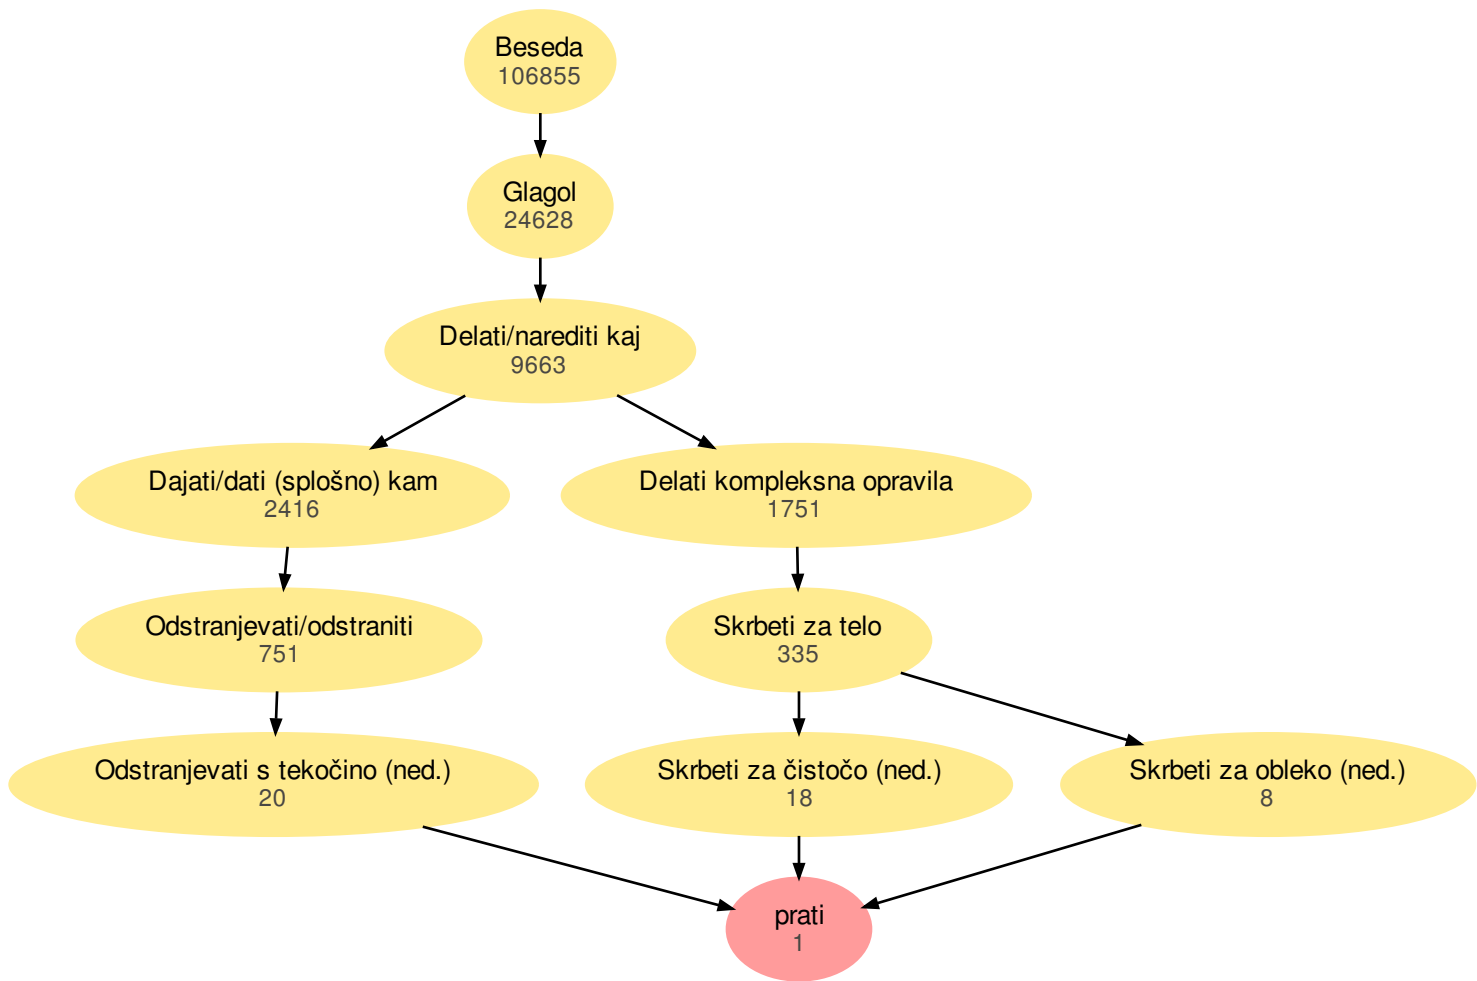 Beseda
106855
Glagol
24628
Delati/narediti kaj
9663
Dajati/dati (splošno) kam
2416
Delati kompleksna opravila
1751
Odstranjevati/odstraniti
751
Skrbeti za telo
335
Odstranjevati s tekočino (ned.)
20
Skrbeti za čistočo (ned.)
18
Skrbeti za obleko (ned.)
8
prati
1